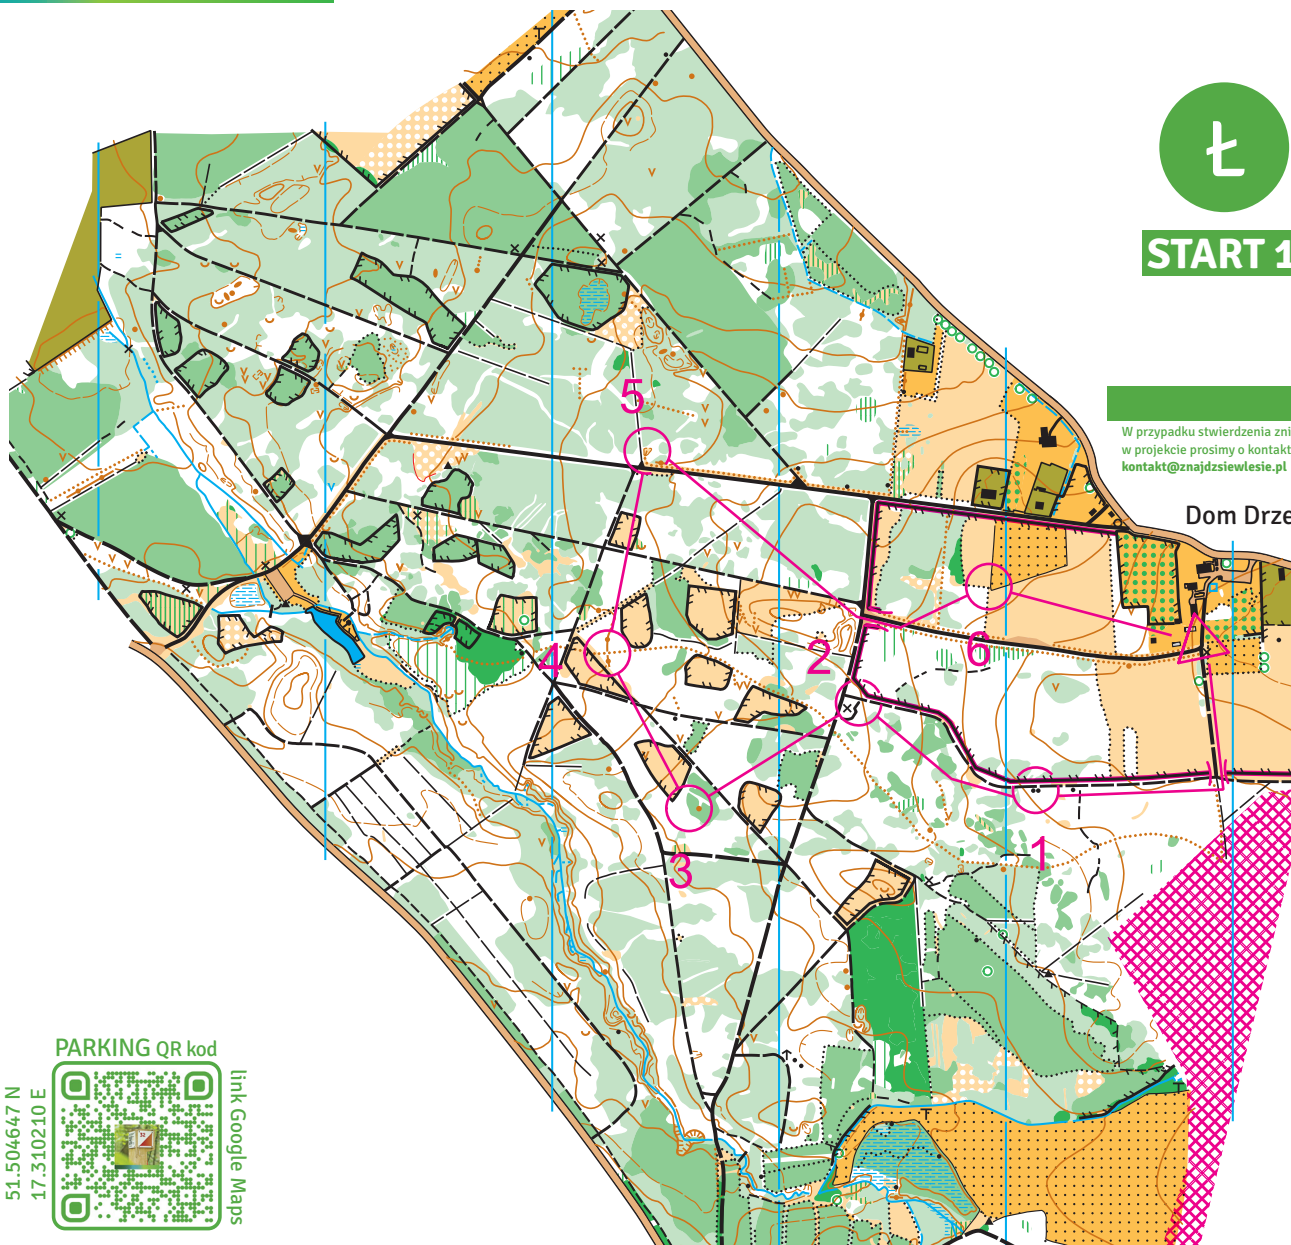 Ł
START 1
W przypadku stwierdzenia zni
w projekcie prosimy o kontakt
kontakt@znajdzsiewlesie.pl
Dom Drze
5
4
2
6
3
1
PARKING QR kod
link Google Maps
51.504647 N
17.310210 E